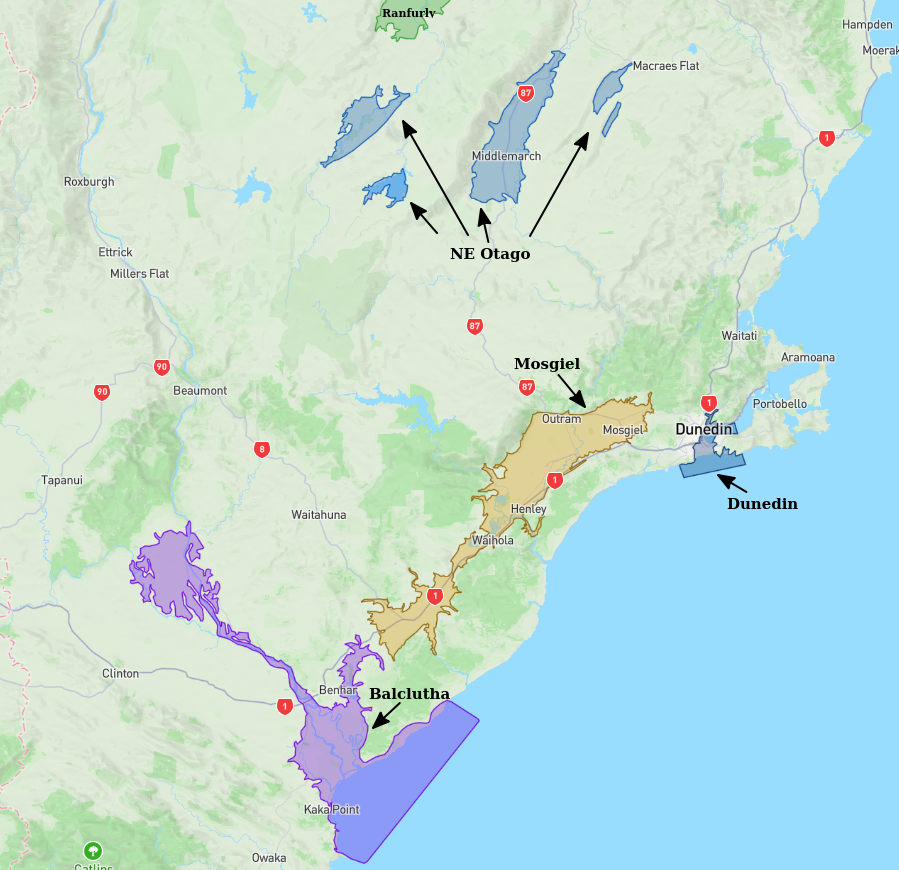 Ranfurly
Hampden
Moerak
Macraes Flat
87
1
Middlemarch
Roxburgh
Ettrick
Millers Flat
NE Otago
87
Waitati
Aramoana
Mosgiel
90
90
Beaumont
87
1
Portobello
Outram
Mosgiel
Dunedin
8
Tapanui
1
Dunedin
Henley
Waitahuna
Waihola
1
Clinton
Benhar
Balclutha
1
Kaka Point
Owaka
Catlins